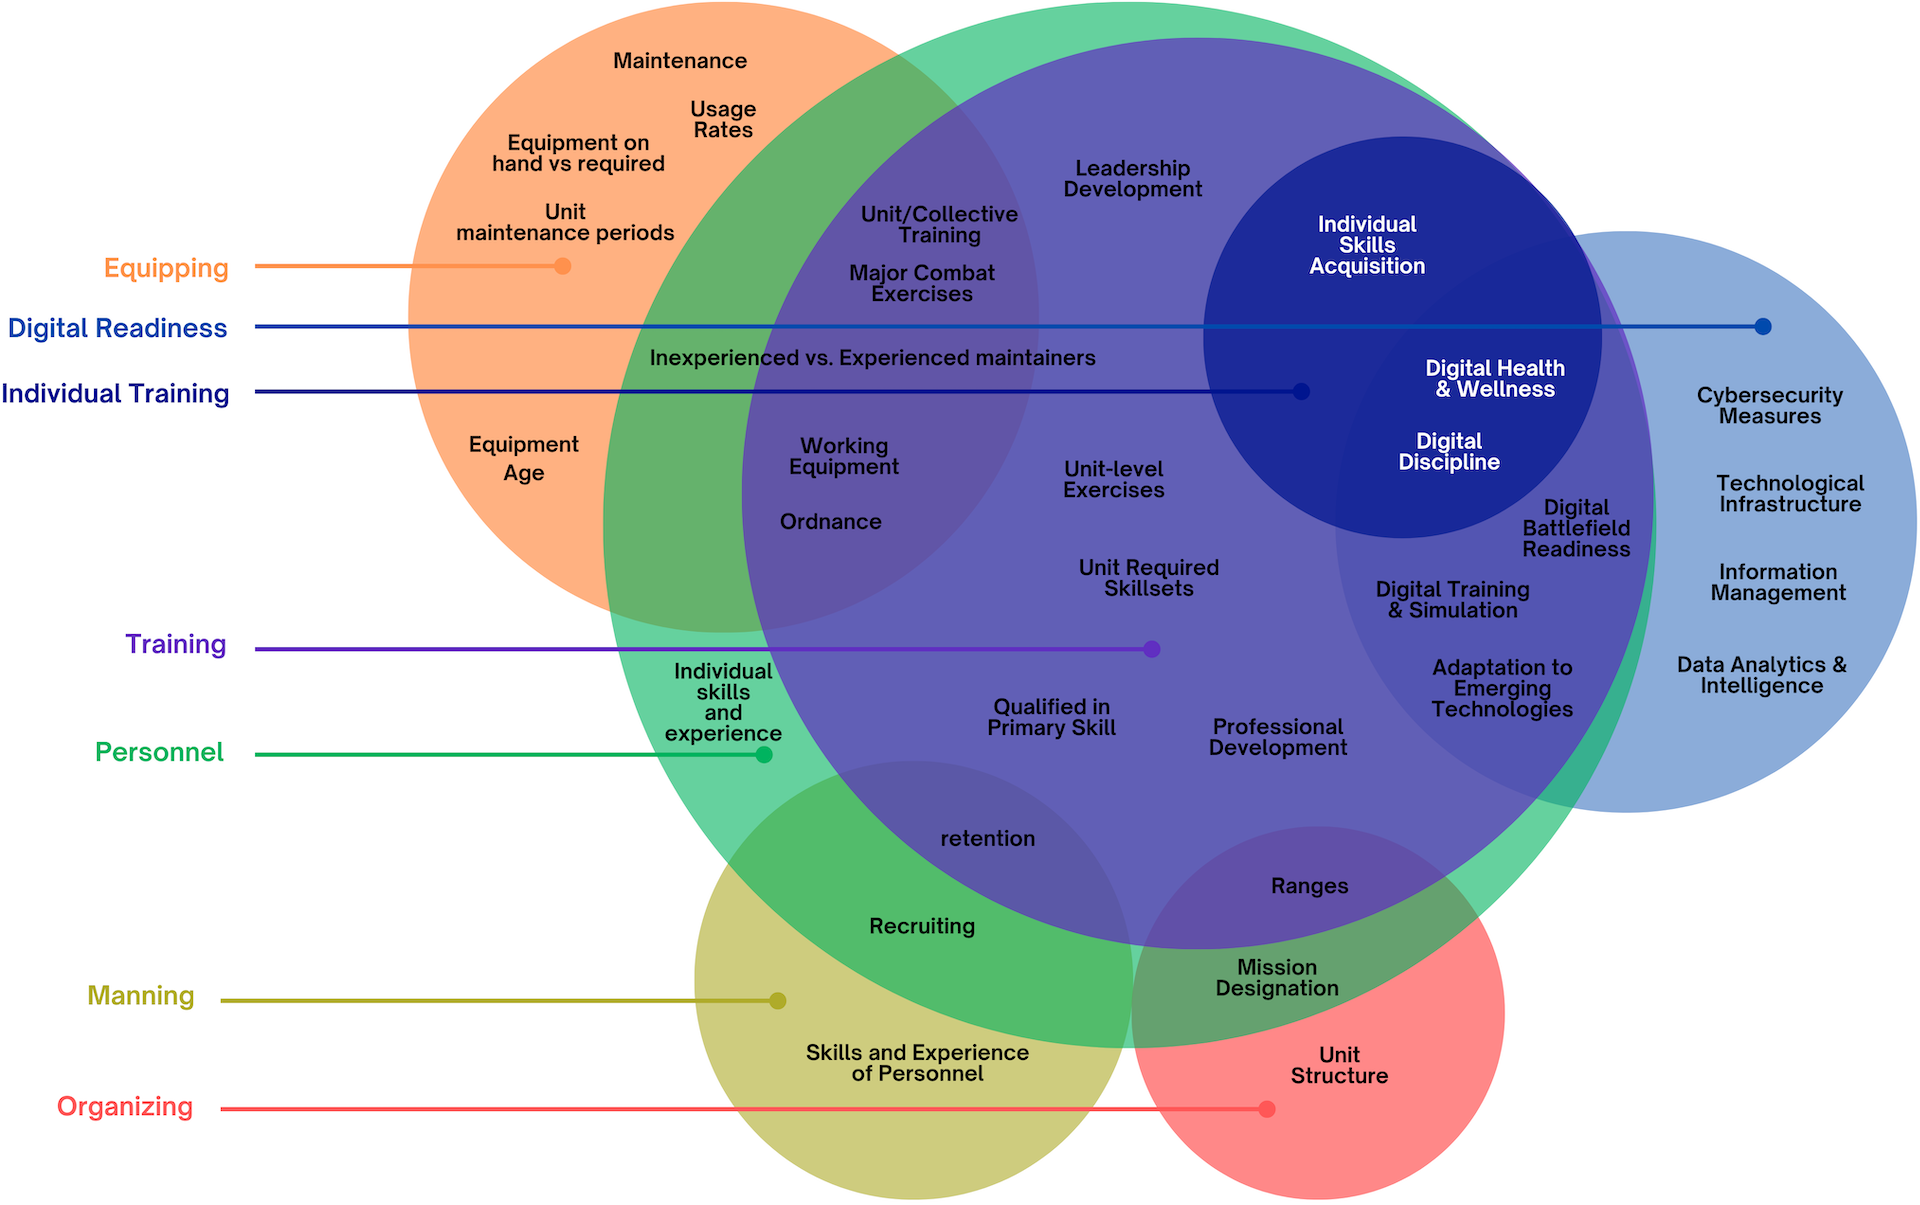 Maintenance
Usage
Rates
Equipment on
hand vs required
Unit
maintenance periods
Equipment
Age
Equipping
Digital Readiness
Individual Training
Training
Personnel
Manning
Organizing
Leadership
Development
Unit/Collective
Training
Major Combat
Exercises
Inexperienced vs. Experienced maintainers
Working
Equipment
Ordnance
Individual
Skills
Acquisition
Digital Health
& Wellness
Digital
Discipline
Cybersecurity
Measures
Technological
Infrastructure
Information
Management
Data Analytics &
Intelligence
Unit-level
Exercises
Unit Required
Skillsets
Digital
Battlefield
Readiness
Digital Training
& Simulation
Adaptation to
Emerging
Technologies
Individual
skills
and
experience
Qualified in
Primary Skill
Professional
Development
retention
Recruiting
Ranges
Mission
Designation
Skills and Experience
of Personnel
Unit
Structure